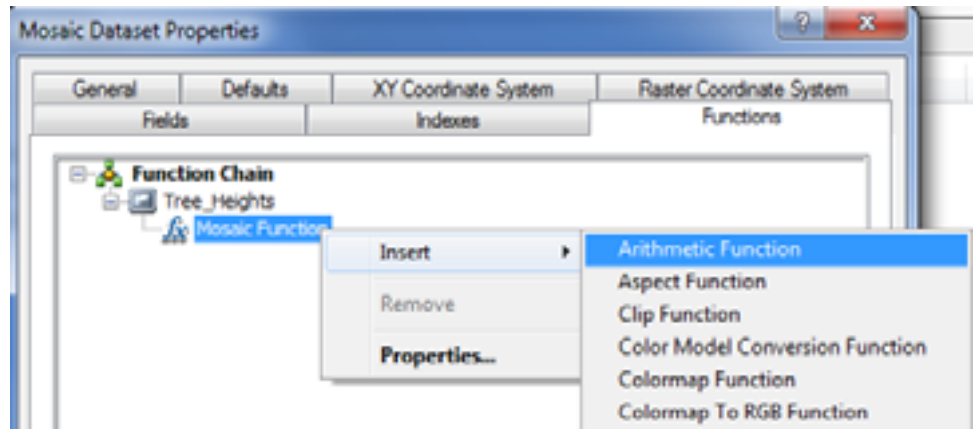 Mosaic Dataset Properties
?
x
General
Defaults
XY Coordinate System
Raster Coordinate System
Fields
Indexes
Functions
Function Chain
Tree_Heights
fx
Mosaic Function
Insert
Remove
Properties...
Arithmetic Function
Aspect Function
Clip Function
Color Model Conversion Function
Colormap Function
Colormap To RGB Function